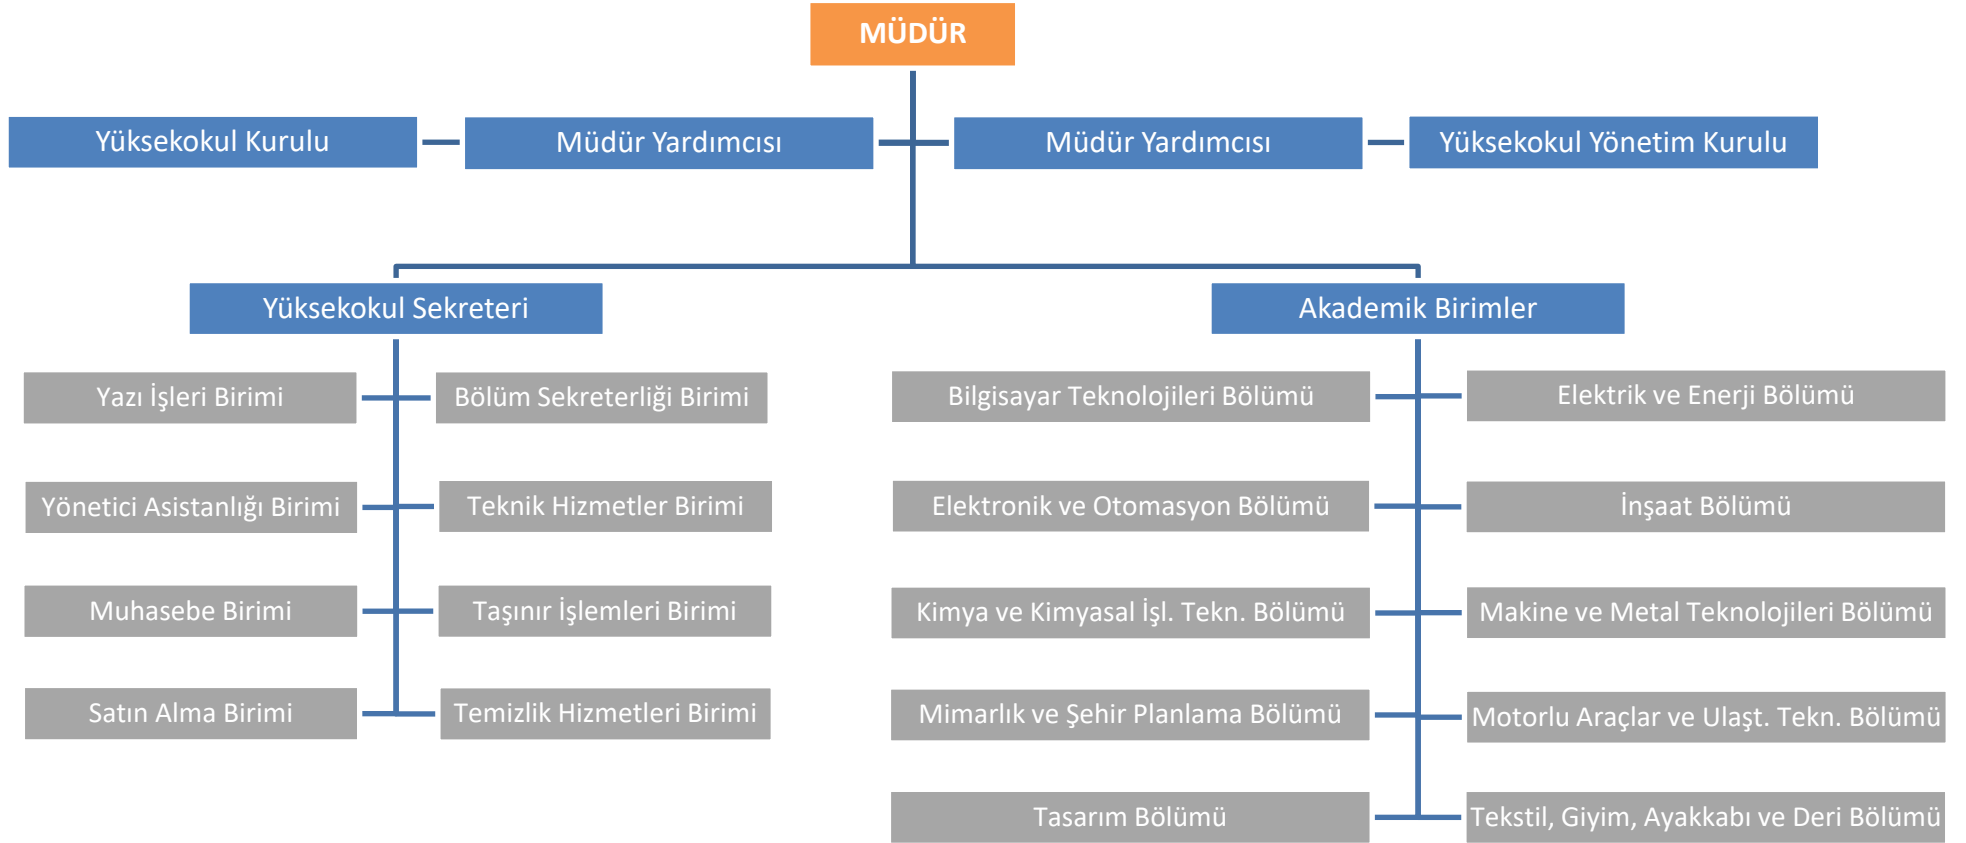 MÜDÜR
Yüksekokul Kurulu
Müdür Yardımcısı
Müdür Yardımcısı
Yüksekokul Yönetim Kurulu
Yüksekokul Sekreteri
Akademik Birimler
Yazı İşleri Birimi
Bölüm Sekreterliği Birimi
Yönetici Asistanlığı Birimi
Teknik Hizmetler Birimi
Muhasebe Birimi
Taşınır İşlemleri Birimi
Satın Alma Birimi
Temizlik Hizmetleri Birimi
Bilgisayar Teknolojileri Bölümü
Elektrik ve Enerji Bölümü
Elektronik ve Otomasyon Bölümü
İnşaat Bölümü
Kimya ve Kimyasal İşl. Tekn. Bölümü
Makine ve Metal Teknolojileri Bölümü
Mimarlık ve Şehir Planlama Bölümü
Motorlu Araçlar ve Ulaşt. Tekn. Bölümü
Tasarım Bölümü
Tekstil, Giyim, Ayakkabı ve Deri Bölümü